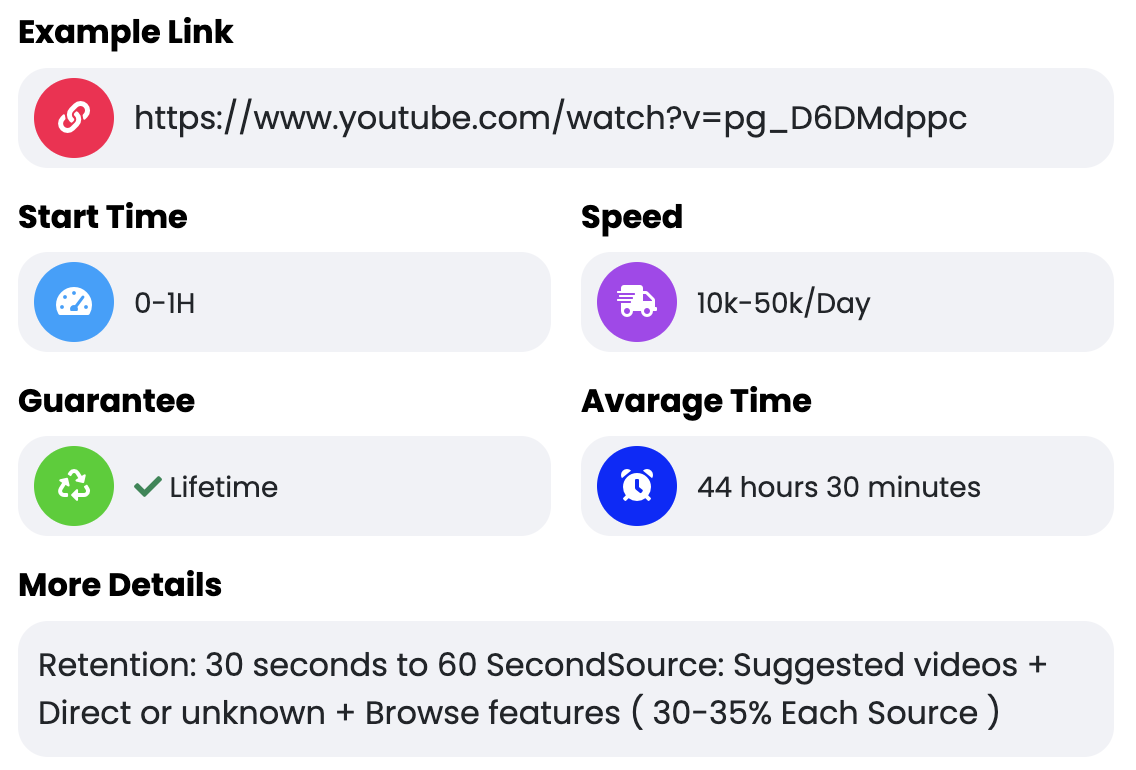 Example Link
https://www.youtube.com/watch?v=pg_D6DMdppc
Start Time
Speed
0-1H
10k-50k/Day
Guarantee
Avarage Time
Lifetime
44 hours 30 minutes
More Details
Retention: 30 seconds to 60 SecondSource: Suggested videos +
Direct or unknown + Browse features ( 30-35% Each Source )